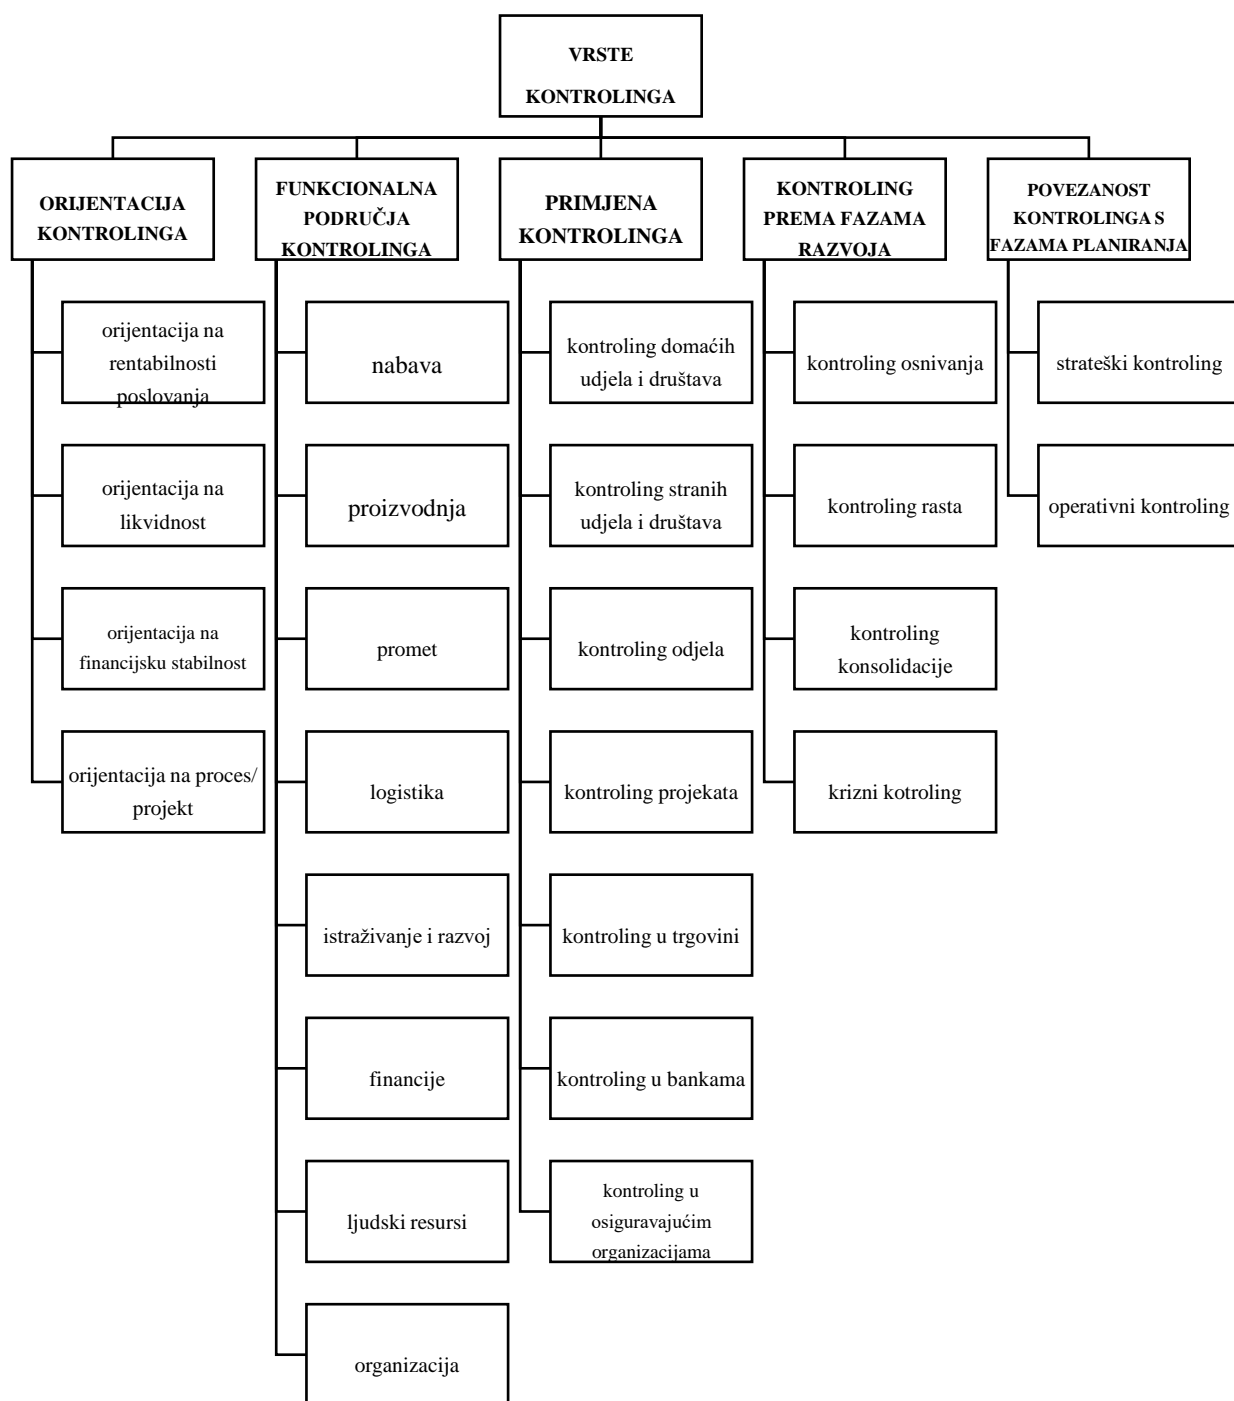 VRSTE
KONTROLINGA
ORIJENTACIJA
KONTROLINGA
orijentacija na
rentabilnosti
poslovanja
orijentacija na
likvidnost
orijentacija na
financijsku stabilnost
orijentacija na proces/
projekt
FUNKCIONALNA
PODRUČJA
KONTROLINGA
nabava
proizvodnja
promet
logistika
istraživanje i razvoj
financije
ljudski resursi
organizacija
PRIMJENA
KONTROLINGA
kontroling domaćih
udjela i društava
kontroling stranih
udjela i društava
kontroling odjela
kontroling projekata
kontroling u trgovini
kontroling u bankama
kontroling u
osiguravajućim
organizacijama
KONTROLING
PREMA FAZAMA
RAZVOJA
kontroling osnivanja
kontroling rasta
kontroling
konsolidacije
krizni kotroling
POVEZANOST
KONTROLINGA S
FAZAMA PLANIRANJA
strateški kontroling
operativni kontroling